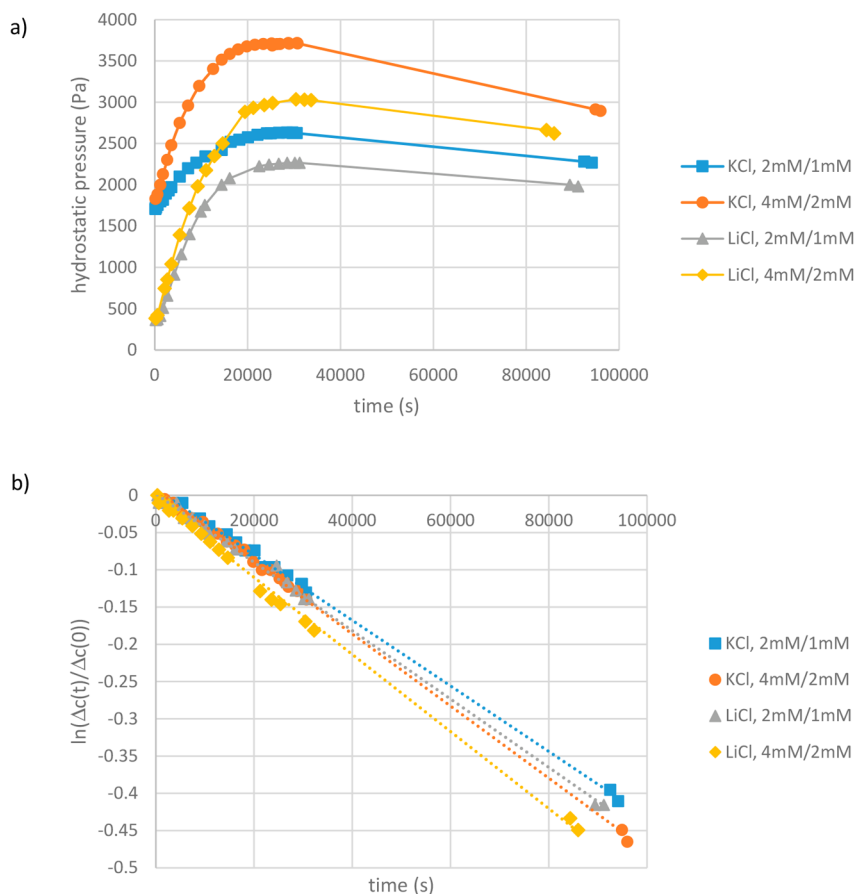 a)
hydrostatic pressure (Pa)
4000
3500
3000
2500
2000
1500
1000
500
0
0 20000 40000 60000 80000 100000
time (s)
KCl, 2mM/1mM
KCl, 4mM/2mM
LiCl, 2mM/1mM
LiCl, 4mM/2mM
b)
ln(Δc(t)/Δc(0))
0 20000 40000 60000 80000 100000
0
-0.05
-0.1
-0.15
-0.2
-0.25
-0.3
-0.35
-0.4
-0.45
-0.5
time (s)
KCl, 2mM/1mM
KCl, 4mM/2mM
LiCl, 2mM/1mM
LiCl, 4mM/2mM